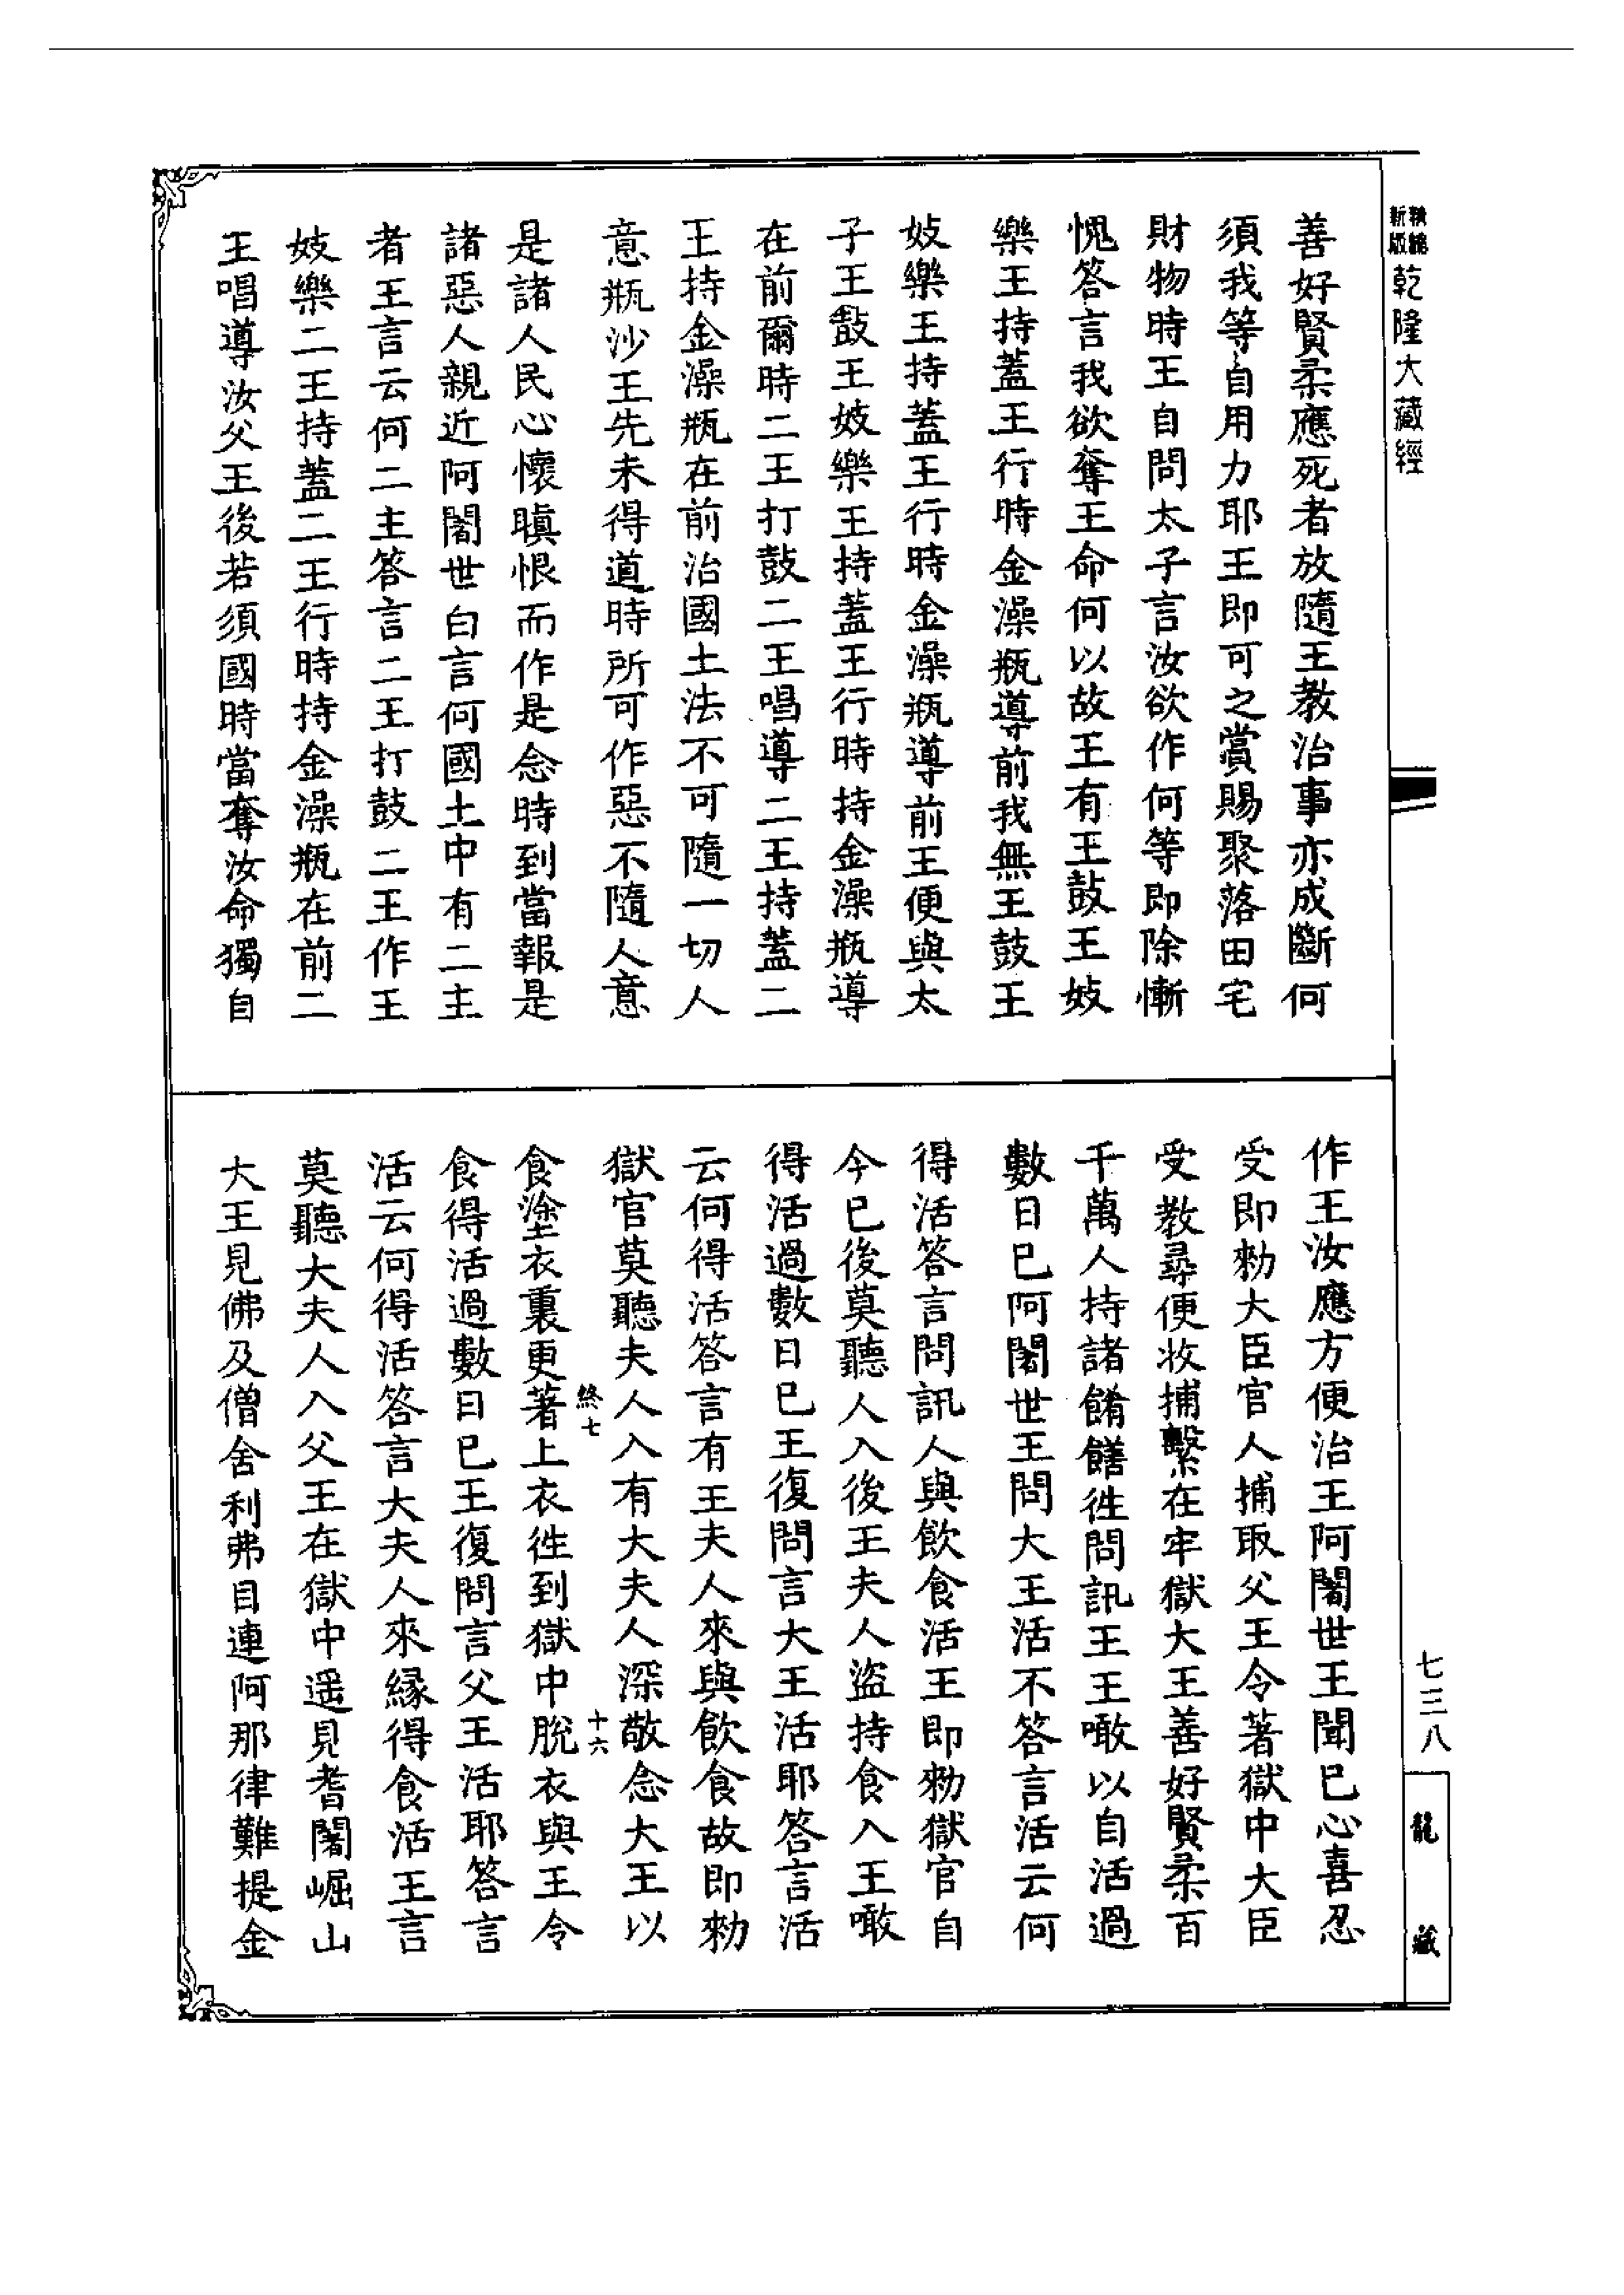 新版
精縮
乾隆大藏經
善好賢柔應死者放隨王教治事亦成斷何
須我等自用力耶王即可之賞賜聚落田宅
財物時王自問太子言汝欲作何等即除慚
愧答言我欲奪王命何以故王有王鼓王妓
樂王持蓋王行時金澡瓶導前我無王鼓王
妓樂王持蓋王行時金澡瓶導前王便與太
子王鼓王妓樂王持蓋王行時持金澡瓶導
在前爾時二王打鼓二王唱導二王持蓋二
王持金澡瓶在前治國土法不可隨一切人
意瓶沙王先未得道時所可作惡不隨人意
是諸人民心懷瞋恨而作是念時到當報是
諸惡人親近阿闍世白言何國土中有二主
者王言云何二主答言二王打鼓二王作王
妓樂二王持蓋二王行時持金澡瓶在前二
王唱導汝父王後若須國時當奪汝命獨自
作王汝應方便治王阿闍世王聞已心喜忍
受即勑大臣官人捕取父王令著獄中大臣
受教尋便收捕繫在牢獄大王善好賢柔百
千萬人持諸餚饍徃問訊王王噉以自活過
數日已阿闍世王問大王活不答言活云何
得活答言問訊人與飲食活王即勑獄官自
今已後莫聽人入後王夫人盜持食入王噉
得活過數日已王復問言大王活耶答言活
云何得活答言有王夫人來與飲食故即勑
獄官莫聽夫人入有大夫人深敬念大王以
終七
十六
食塗衣裏更著上衣徃到獄中脫衣與王令
食得活過數日已王復問言父王活耶答言
活云何得活答言大夫人來縁得食活王言
莫聽大夫人入父王在獄中遥見耆闍崛山
大王見佛及僧舍利弗目連阿那律難提金
七三八
龍藏